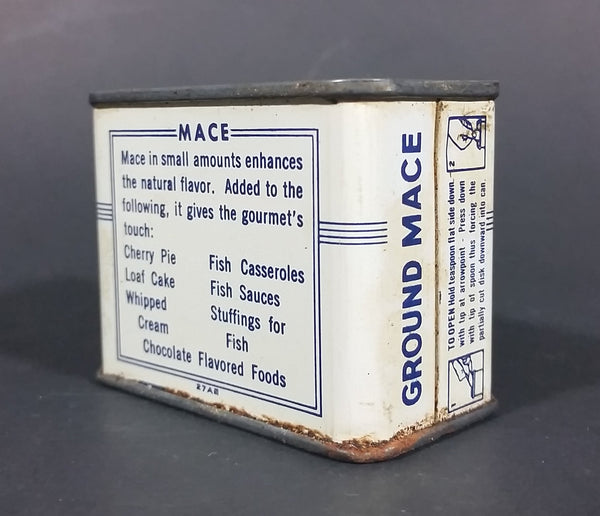 MACE
Mace in small amounts enhances
the natural flavor. Added to the
following, it gives the gourmet's
touch:
Cherry Pie
Loaf Cake
Whipped
Cream
Fish Casseroles
Fish Sauces
Stuffings for
Fish
Chocolate Flavored Foods
27AB
GROUND MACE
TO OPEN Hold teaspoon flat side down,
with tip at arrowpoint - Press down
with tip of spoon thus forcing the
partially cut disk downward into can.
1
2